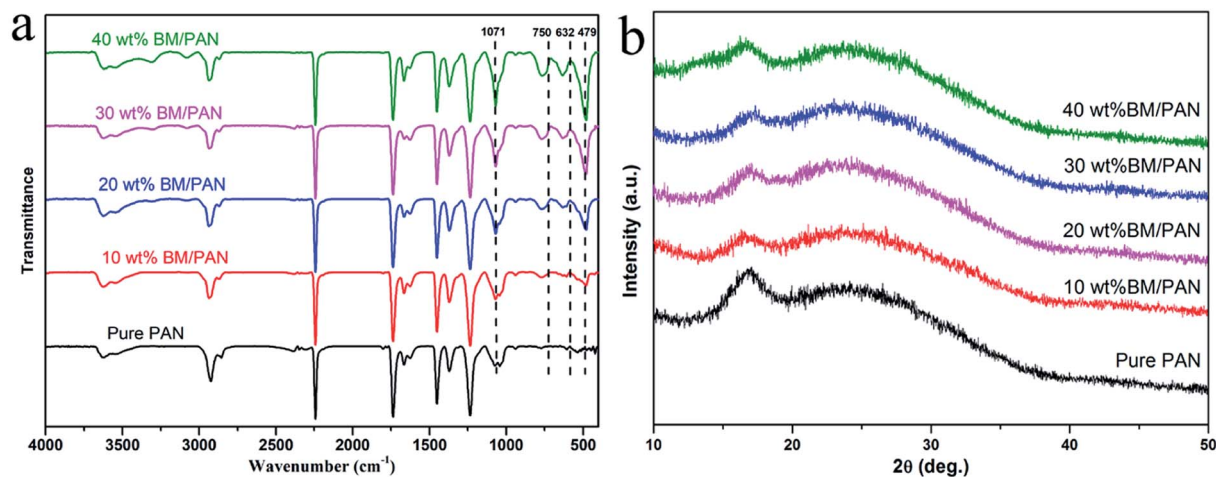 a
1071 750 632 479
40 wt% BM/PAN
30 wt% BM/PAN
20 wt% BM/PAN
10 wt% BM/PAN
Pure PAN
Transmittance
4000 3500 3000 2500 2000 1500 1000 500
Wavenumber (cm⁻¹)
b
40 wt%BM/PAN
30 wt%BM/PAN
20 wt%BM/PAN
10 wt%BM/PAN
Pure PAN
Intensity (a.u.)
10 20 30 40 50
2θ (deg.)